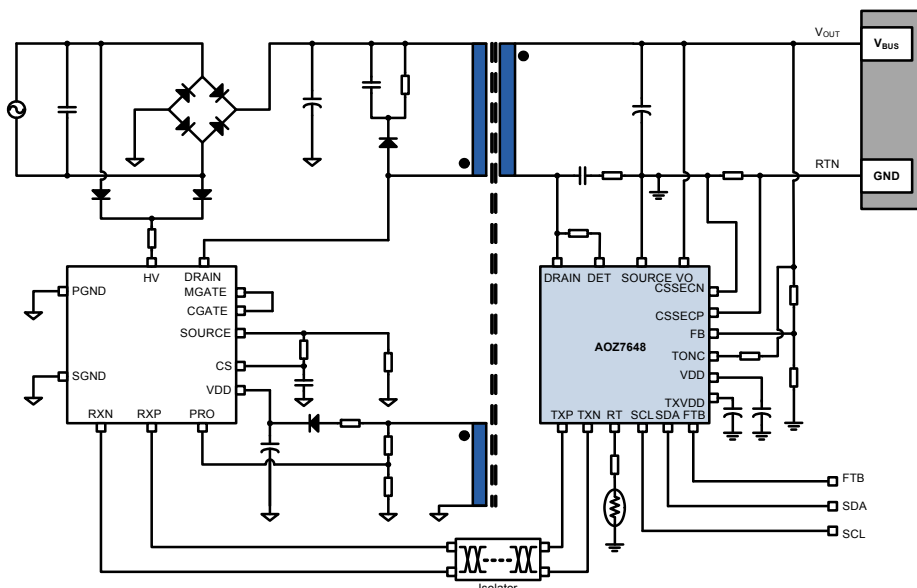 VOUT
VBUS
RTN
GND
HV
DRAIN
MGATE
CGATE
PGND
SOURCE
CS
SGND
VDD
RXN RXP PRO
DRAIN DET SOURCE VO
CSSECN
CSSECP
FB
AOZ7648
TONC
VDD
TXVDD
TXP TXN RT SCL SDA FTB
FTB
SDA
SCL
Isolator